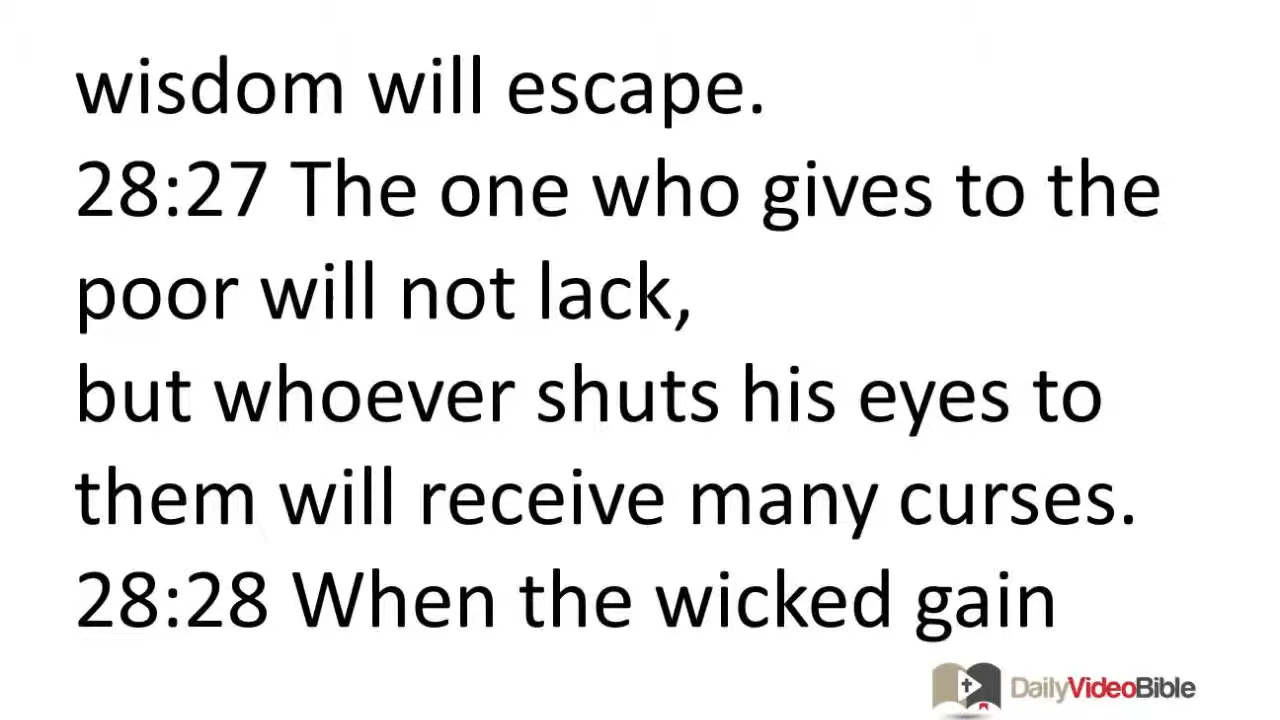 wisdom will escape.
28:27 The one who gives to the
poor will not lack,
but whoever shuts his eyes to
them will receive many curses.
28:28 When the wicked gain
DailyVideoBible